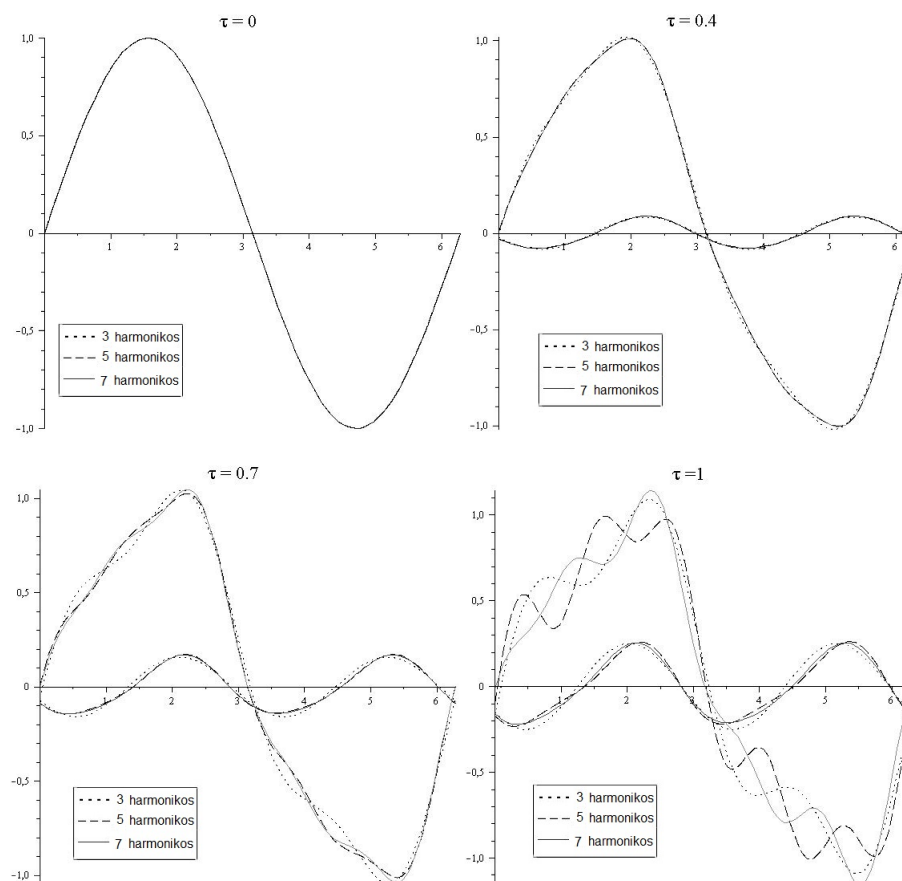 τ = 0
1,0
0,5
0
1
2
3
4
5
6
-0,5
-1,0
3 harmonikos
5 harmonikos
7 harmonikos
τ = 0.4
1,0
0,5
0
1
2
3
4
5
6
-0,5
-1,0
3 harmonikos
5 harmonikos
7 harmonikos
τ = 0.7
1,0
0,5
0
1
2
3
4
5
6
-0,5
-1,0
3 harmonikos
5 harmonikos
7 harmonikos
τ =1
1,0
0,5
0
1
2
3
4
5
6
-0,5
-1,0
3 harmonikos
5 harmonikos
7 harmonikos